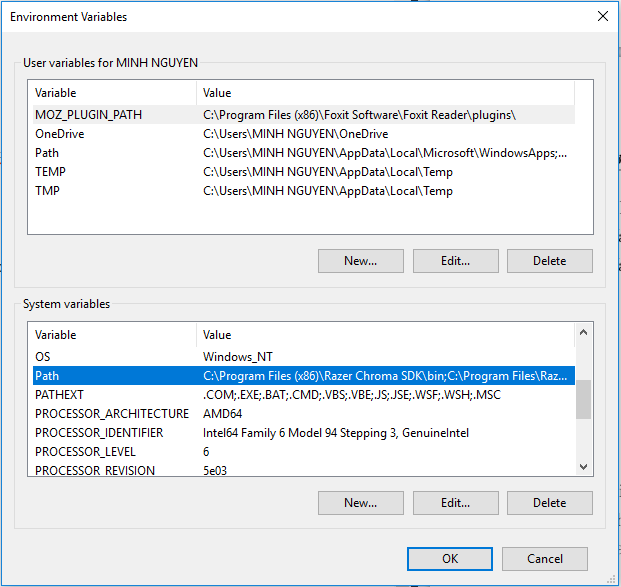 Environment Variables
User variables for MINH NGUYEN
Variable Value
MOZ_PLUGIN_PATH C:\Program Files (x86)\Foxit Software\Foxit Reader\plugins\
OneDrive C:\Users\MINH NGUYEN\OneDrive
Path C:\Users\MINH NGUYEN\AppData\Local\Microsoft\WindowsApps;...
TEMP C:\Users\MINH NGUYEN\AppData\Local\Temp
TMP C:\Users\MINH NGUYEN\AppData\Local\Temp
New... Edit... Delete
System variables
Variable Value
OS Windows_NT
Path C:\Program Files (x86)\Razer Chroma SDK\bin;C:\Program Files\Raz...
PATHEXT .COM;.EXE;.BAT;.CMD;.VBS;.VBE;.JS;.JSE;.WSF;.WSH;.MSC
PROCESSOR_ARCHITECTURE AMD64
PROCESSOR_IDENTIFIER Intel64 Family 6 Model 94 Stepping 3, GenuineIntel
PROCESSOR_LEVEL 6
PROCESSOR_REVISION 5e03
New... Edit... Delete
OK Cancel